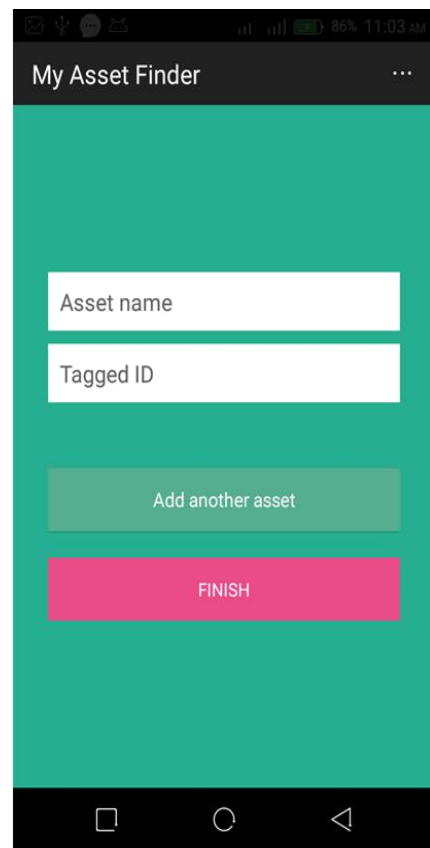 86% 11:03 AM
My Asset Finder
Asset name
Tagged ID
Add another asset
FINISH